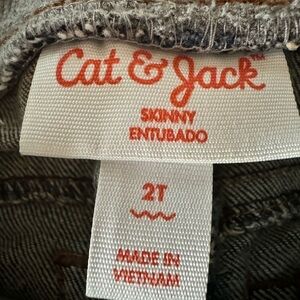 Cat & Jack™
SKINNY
ENTUBADO
2T
MADE IN
VIETNAM